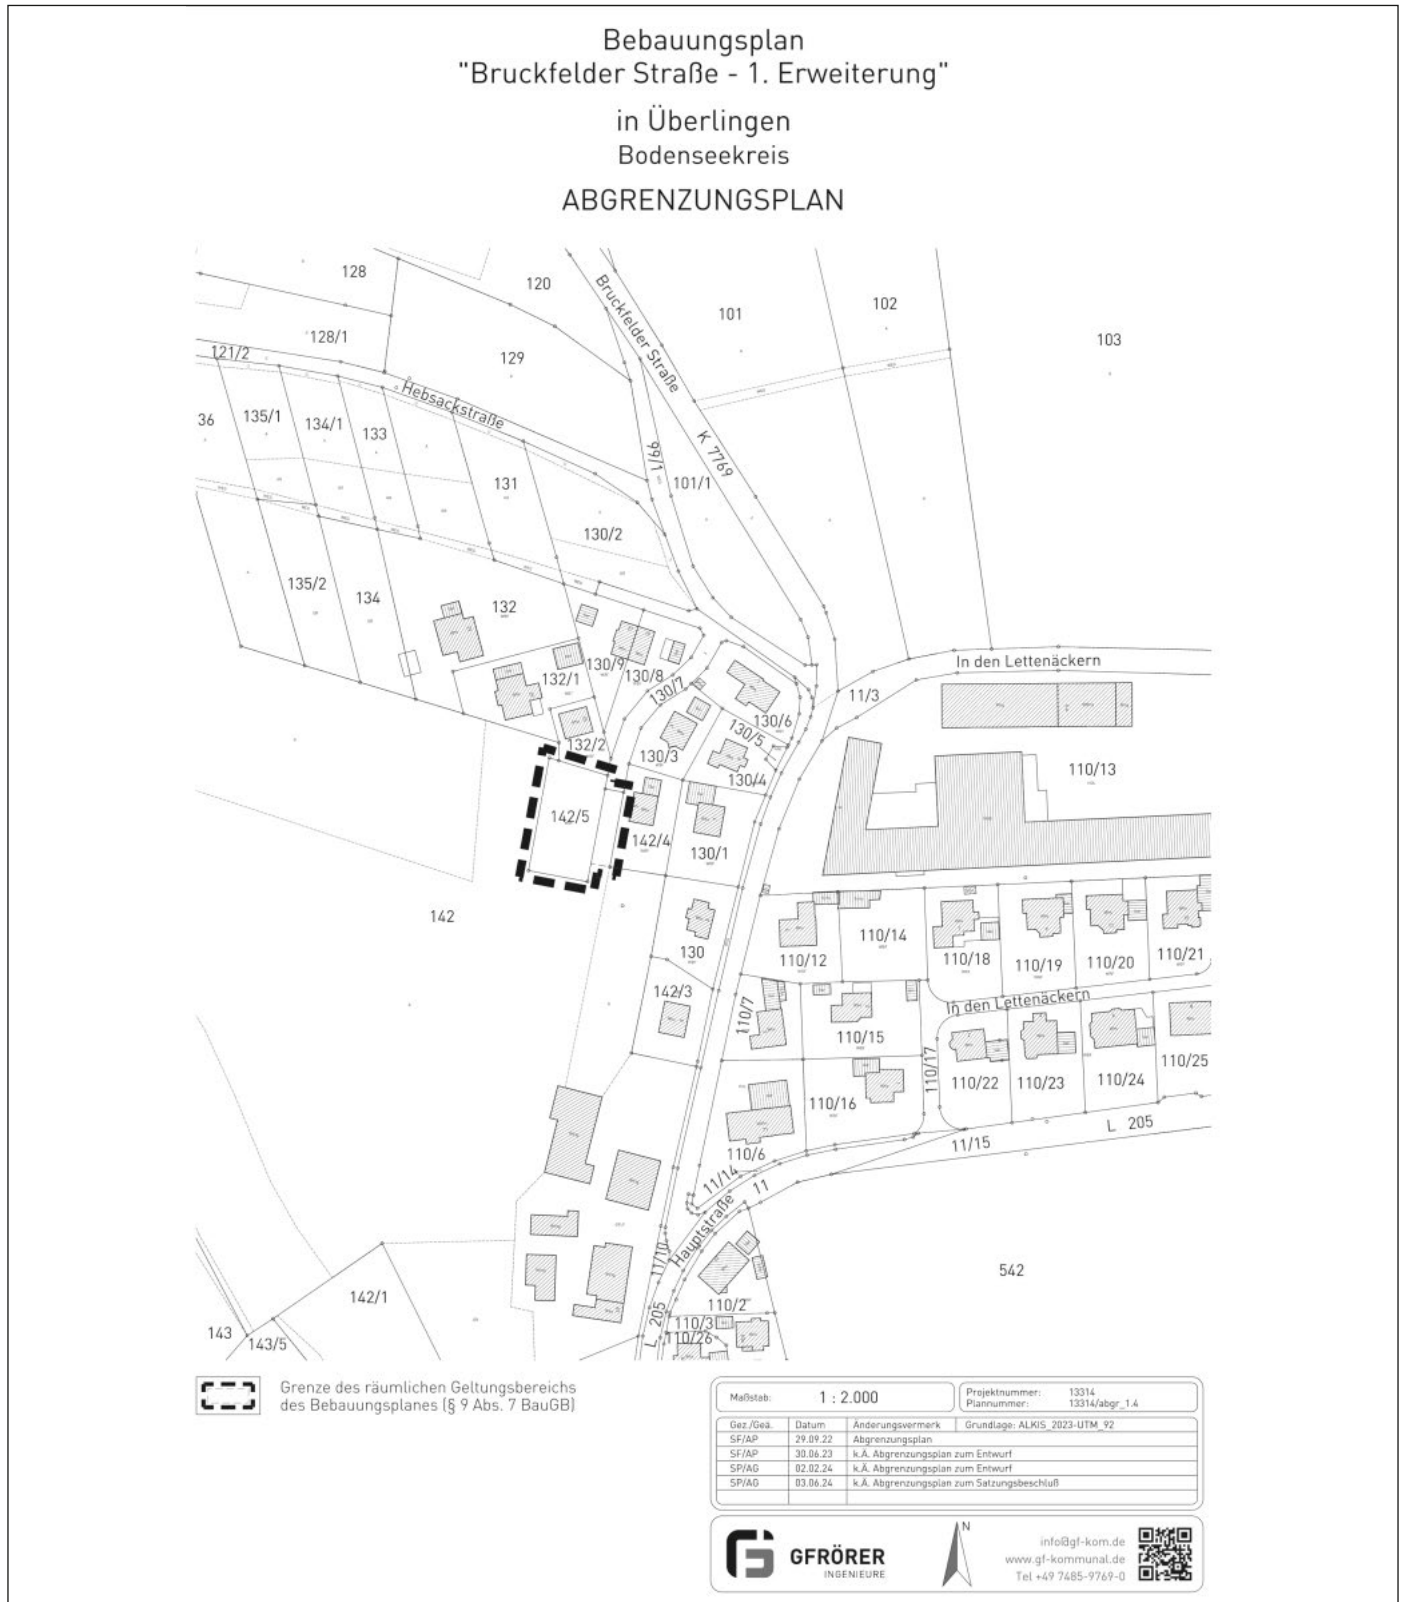 Bebauungsplan
"Bruckfelder Straße - 1. Erweiterung"
in Überlingen
Bodenseekreis
ABGRENZUNGSPLAN
128
120
101
102
103
Bruckfelder Straße
128/1
121/2
129
Hebsackstraße
36
135/1
134/1
133
K 7769
99/1
101/1
131
130/2
135/2
134
132
130/9
130/8
130/7
132/1
In den Lettenäckern
11/3
130/6
130/5
132/2
130/3
130/4
110/13
142/5
142/4
130/1
142
110/14
130
110/12
110/18
110/19
110/20
110/21
142/3
110/7
In den Lettenäckern
110/15
110/17
110/22
110/23
110/24
110/25
110/16
L 205
11/15
110/6
11/14
11
Hauptstraße
11/10
542
142/1
110/2
L 205
110/3
110/26
143
143/5
Grenze des räumlichen Geltungsbereichs
des Bebauungsplanes (§ 9 Abs. 7 BauGB)
Maßstab: 1 : 2.000
Projektnummer: 13314
Plannummer: 13314/abgr_1.4
Gez./Geä. Datum Änderungsvermerk Grundlage: ALKIS_2023-UTM_92
SF/AP 29.09.22 Abgrenzungsplan
SF/AP 30.06.23 k.Ä. Abgrenzungsplan zum Entwurf
SP/AG 02.02.24 k.Ä. Abgrenzungsplan zum Entwurf
SP/AG 03.06.24 k.Ä. Abgrenzungsplan zum Satzungsbeschluß
GFRÖRER
INGENIEURE
N
info@gf-kom.de
www.gf-kommunal.de
Tel +49 7485-9769-0